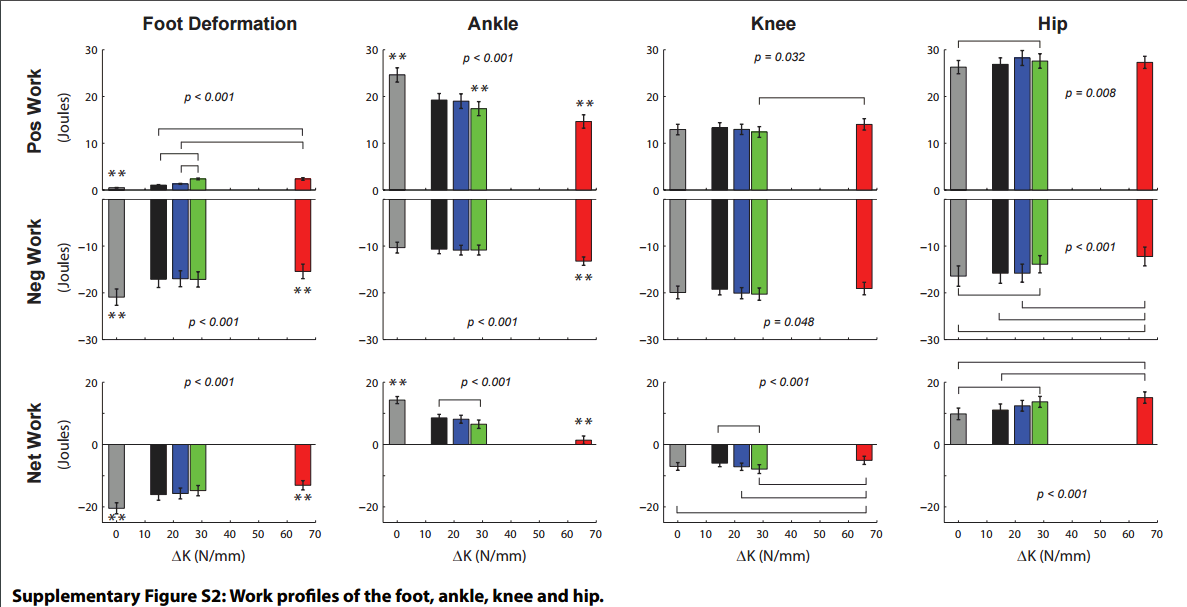 Foot Deformation Ankle Knee Hip
Pos Work
(Joules)
30
20
10
0
p < 0.001
**
30
20
10
0
**
p < 0.001
**
**
30
20
10
0
p = 0.032
30
20
10
0
p = 0.008
Neg Work
(Joules)
−10
−20
−30
**
**
p < 0.001
−10
−20
−30
**
p < 0.001
−10
−20
−30
p = 0.048
−10
−20
−30
p < 0.001
Net Work
(Joules)
20
0
−20
p < 0.001
**
**
20
0
−20
**
p < 0.001
**
20
0
−20
p < 0.001
20
0
−20
p < 0.001
0 10 20 30 40 50 60 70
0 10 20 30 40 50 60 70
0 10 20 30 40 50 60 70
0 10 20 30 40 50 60 70
ΔK (N/mm) ΔK (N/mm) ΔK (N/mm) ΔK (N/mm)
Supplementary Figure S2: Work profiles of the foot, ankle, knee and hip.